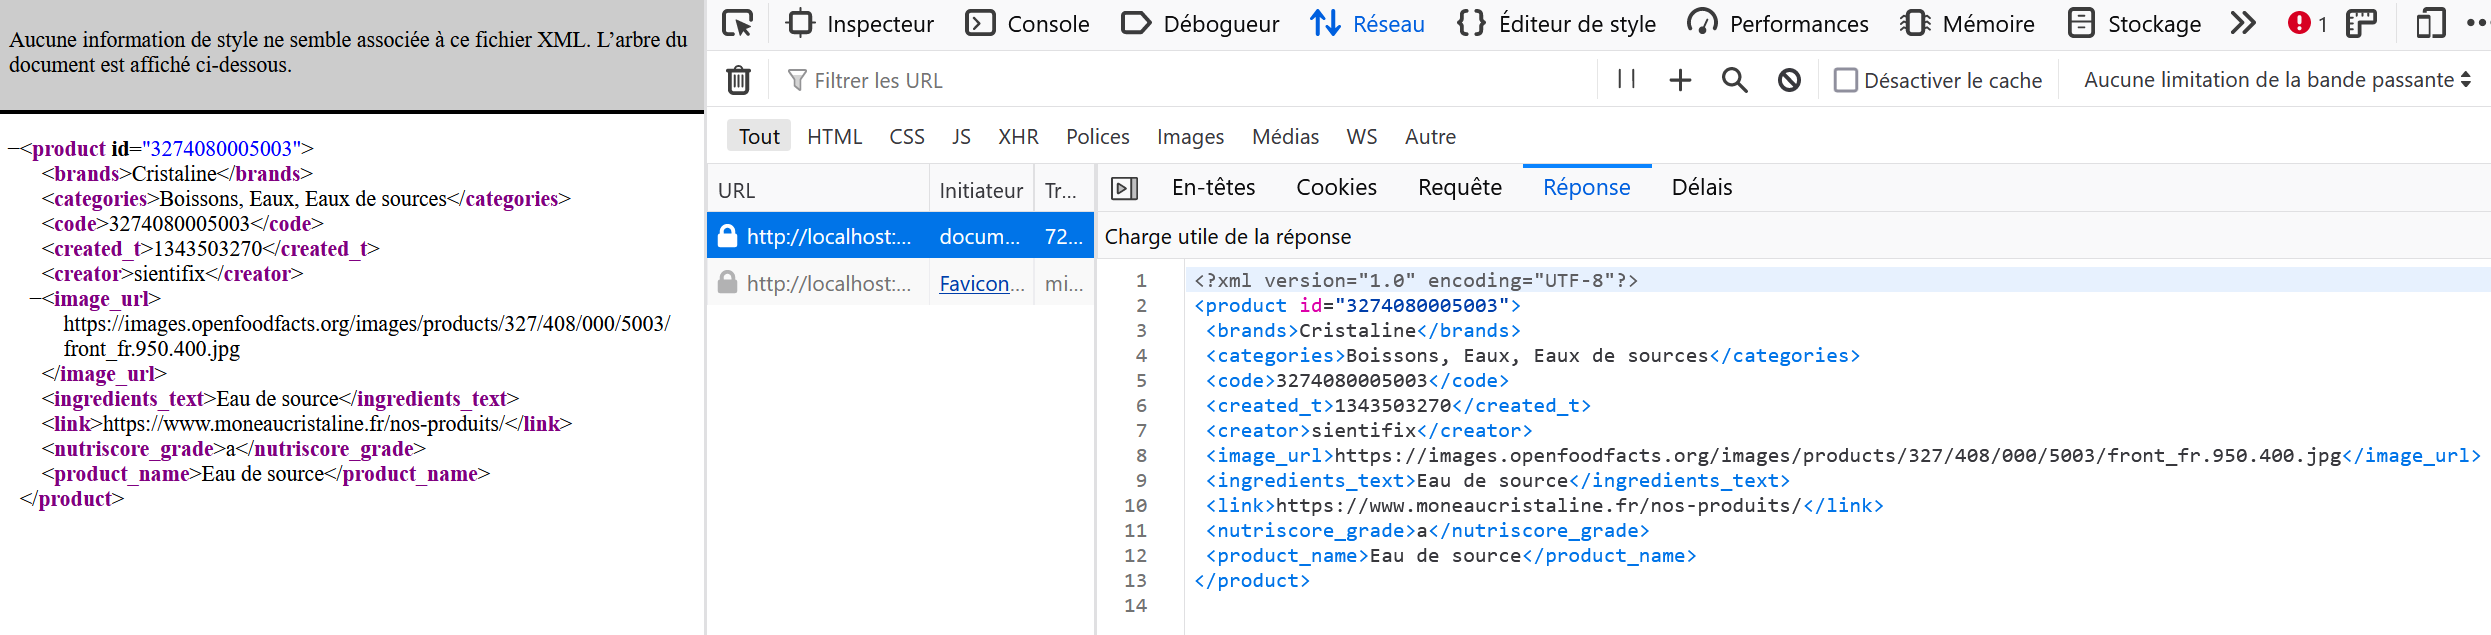 Aucune information de style ne semble associée à ce fichier XML. L’arbre du
document est affiché ci-dessous.
−<product id="3274080005003">
<brands>Cristaline</brands>
<categories>Boissons, Eaux, Eaux de sources</categories>
<code>3274080005003</code>
<created_t>1343503270</created_t>
<creator>sientifix</creator>
−<image_url>
https://images.openfoodfacts.org/images/products/327/408/000/5003/
front_fr.950.400.jpg
</image_url>
<ingredients_text>Eau de source</ingredients_text>
<link>https://www.moneaucristaline.fr/nos-produits/</link>
<nutriscore_grade>a</nutriscore_grade>
<product_name>Eau de source</product_name>
</product>
Inspecteur Console Débogueur Réseau Éditeur de style Performances Mémoire Stockage 1
Filtrer les URL Désactiver le cache Aucune limitation de la bande passante
Tout HTML CSS JS XHR Polices Images Médias WS Autre
URL Initiateur Tr...
http://localhost:... docum... 72...
http://localhost:... Favicon... mi...
En-têtes Cookies Requête Réponse Délais
Charge utile de la réponse
1 <?xml version="1.0" encoding="UTF-8"?>
2 <product id="3274080005003">
3 <brands>Cristaline</brands>
4 <categories>Boissons, Eaux, Eaux de sources</categories>
5 <code>3274080005003</code>
6 <created_t>1343503270</created_t>
7 <creator>sientifix</creator>
8 <image_url>https://images.openfoodfacts.org/images/products/327/408/000/5003/front_fr.950.400.jpg</image_url>
9 <ingredients_text>Eau de source</ingredients_text>
10 <link>https://www.moneaucristaline.fr/nos-produits/</link>
11 <nutriscore_grade>a</nutriscore_grade>
12 <product_name>Eau de source</product_name>
13 </product>
14